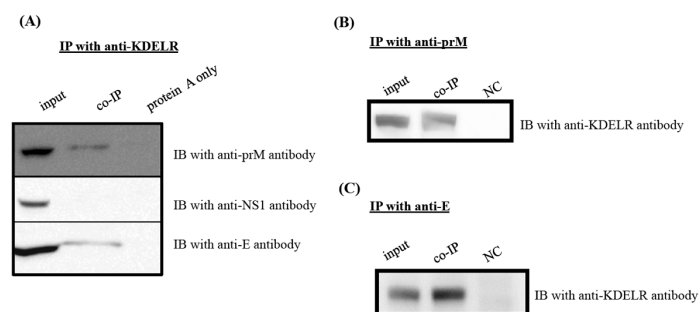 (A)
IP with anti-KDELR
input
co-IP
protein A only
IB with anti-prM antibody
IB with anti-NS1 antibody
IB with anti-E antibody
(B)
IP with anti-prM
input
co-IP
NC
IB with anti-KDELR antibody
(C)
IP with anti-E
input
co-IP
NC
IB with anti-KDELR antibody